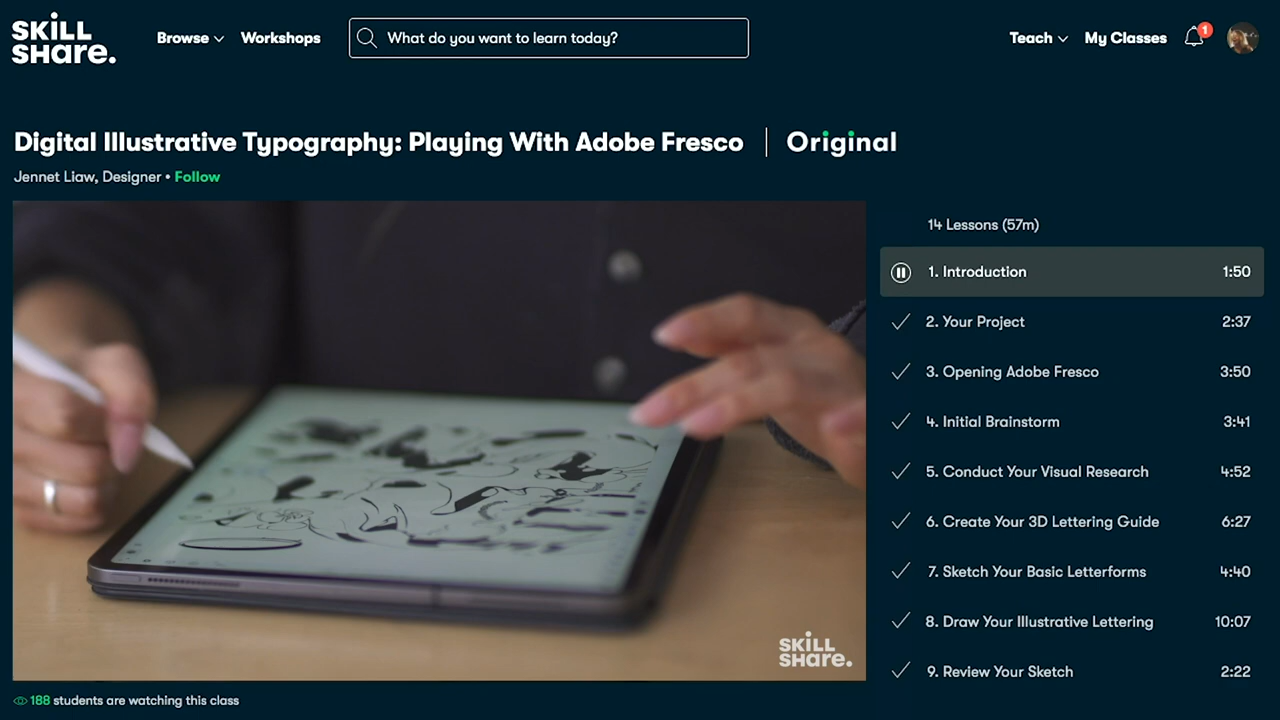 SKILL
SHare.
Browse
Workshops
What do you want to learn today?
Teach
My Classes
1
Digital Illustrative Typography: Playing With Adobe Fresco | Original
Jennet Liaw, Designer • Follow
14 Lessons (57m)
1. Introduction 1:50
2. Your Project 2:37
3. Opening Adobe Fresco 3:50
4. Initial Brainstorm 3:41
5. Conduct Your Visual Research 4:52
6. Create Your 3D Lettering Guide 6:27
7. Sketch Your Basic Letterforms 4:40
8. Draw Your Illustrative Lettering 10:07
9. Review Your Sketch 2:22
SKILL
SHare.
188 students are watching this class